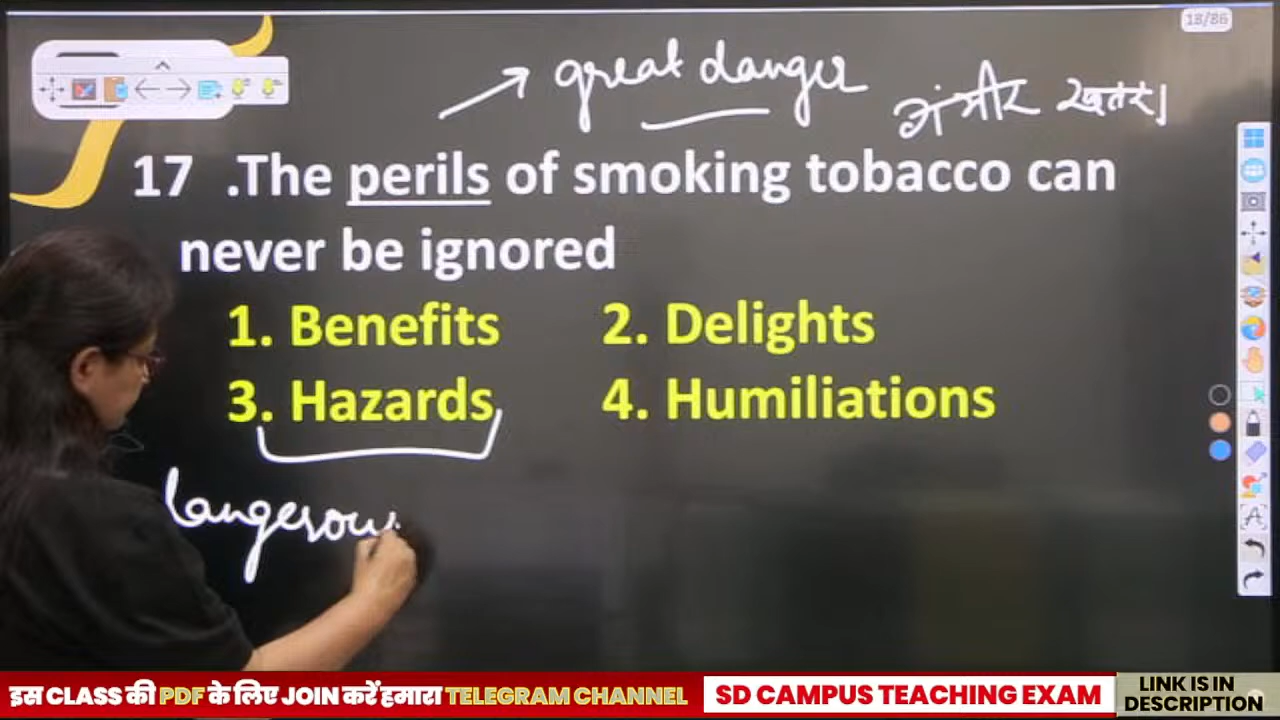 18/86
→ great danger गंभीर खतरा
17 .The perils of smoking tobacco can
never be ignored
1. Benefits 2. Delights
3. Hazards 4. Humiliations
इस CLASS की PDF के लिए JOIN करें हमारा TELEGRAM CHANNEL
SD CAMPUS TEACHING EXAM
LINK IS IN
DESCRIPTION